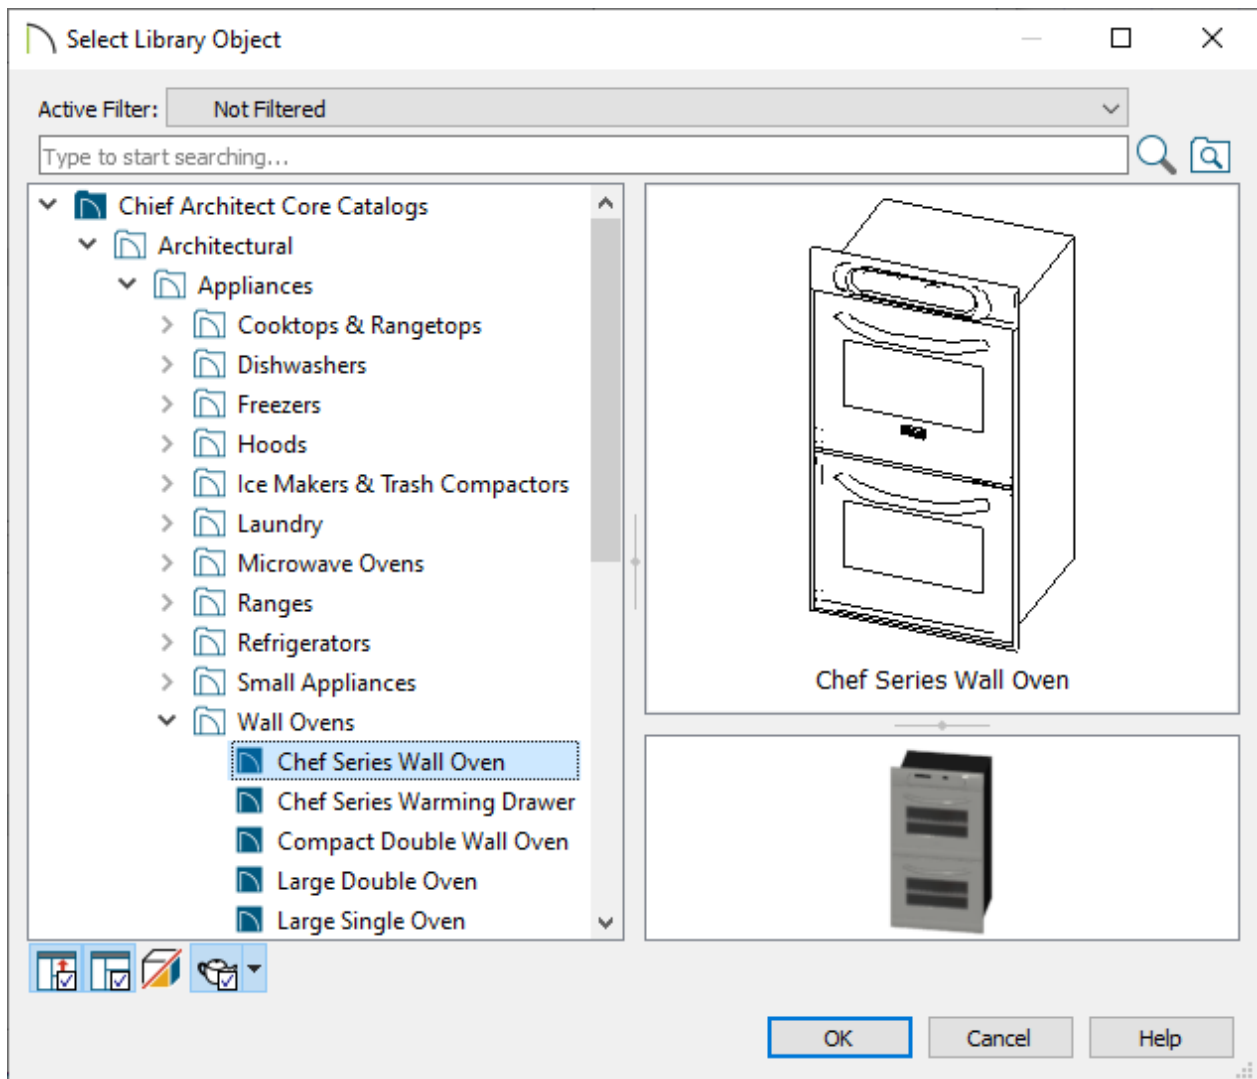 Select Library Object
Active Filter: Not Filtered
Type to start searching...
Chief Architect Core Catalogs
Architectural
Appliances
Cooktops & Rangetops
Dishwashers
Freezers
Hoods
Ice Makers & Trash Compactors
Laundry
Microwave Ovens
Ranges
Refrigerators
Small Appliances
Wall Ovens
Chef Series Wall Oven
Chef Series Warming Drawer
Compact Double Wall Oven
Large Double Oven
Large Single Oven
Chef Series Wall Oven
OK Cancel Help